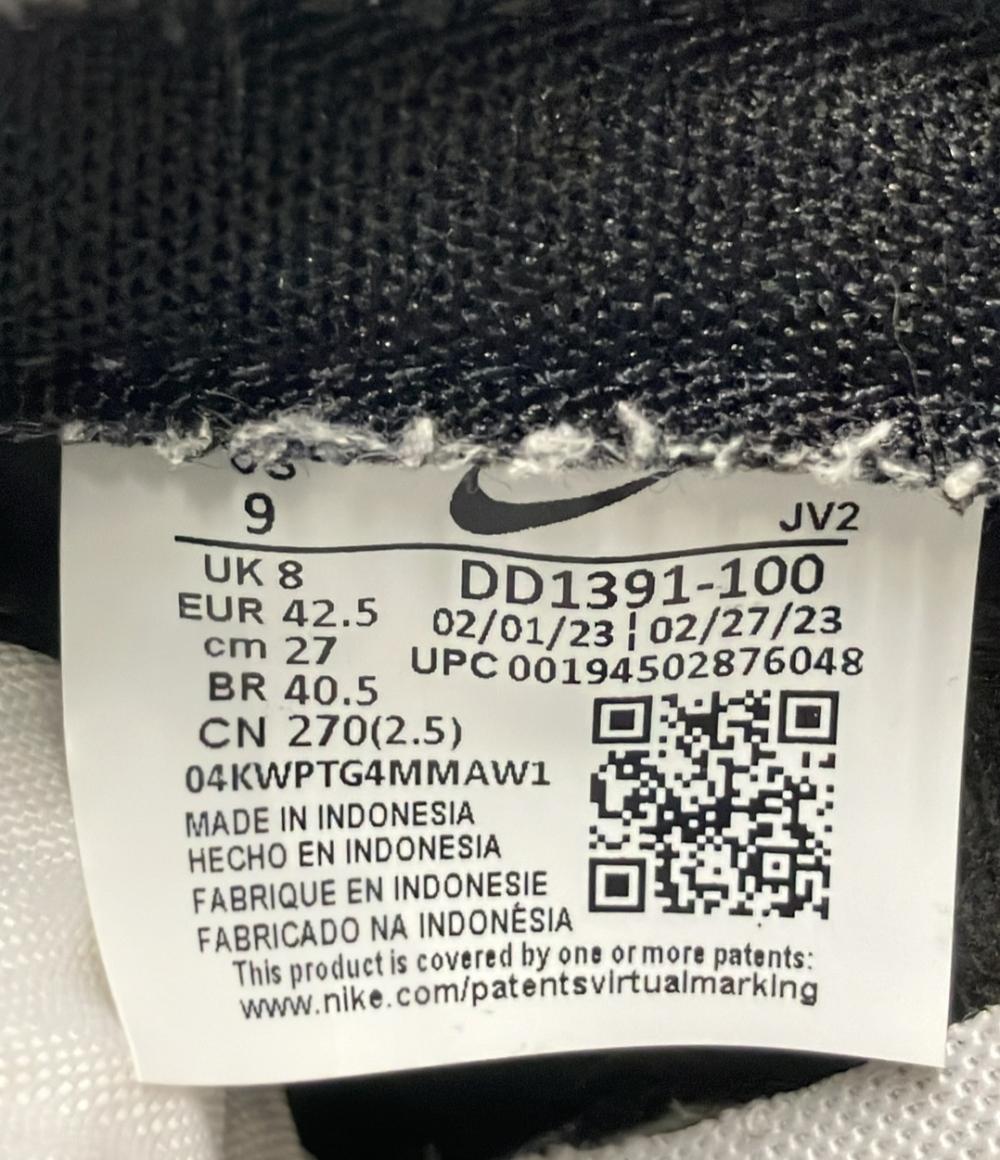 9
JV2
UK 8
EUR 42.5
cm 27
BR 40.5
CN 270(2.5)
DD1391-100
02/01/23 ¦ 02/27/23
UPC 00194502876048
04KWPTG4MMAW1
MADE IN INDONESIA
HECHO EN INDONESIA
FABRIQUE EN INDONESIE
FABRICADO NA INDONÉSIA
This product is covered by one or more patents:
www.nike.com/patentsvirtualmarking